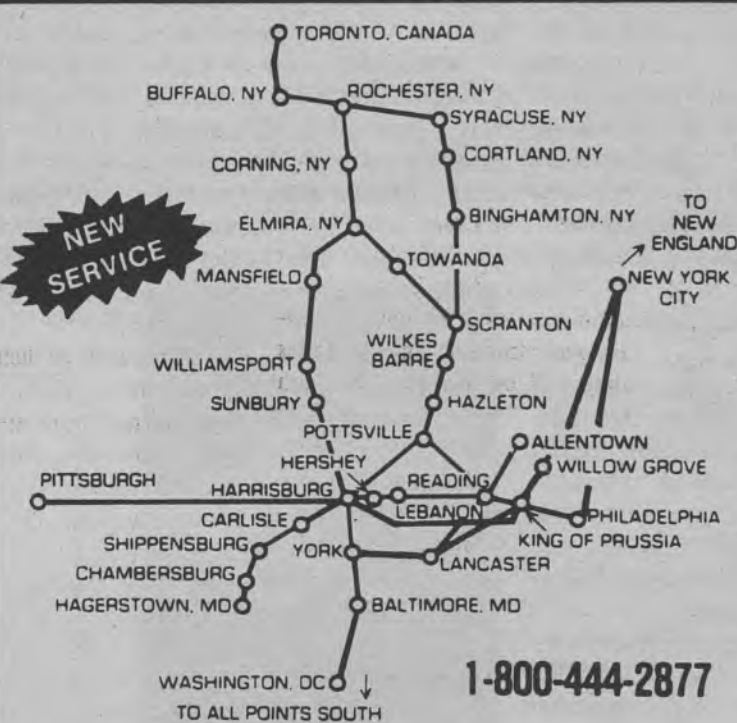 TORONTO, CANADA
BUFFALO, NY
ROCHESTER, NY
SYRACUSE, NY
CORNING, NY
CORTLAND, NY
NEW
SERVICE
ELMIRA, NY
BINGHAMTON, NY
TO
NEW
ENGLAND
MANSFIELD
TOWANDA
NEW YORK
CITY
SCRANTON
WILKES
BARRE
WILLIAMSPORT
SUNBURY
HAZLETON
POTTSVILLE
ALLENTOWN
HERSHEY
WILLOW GROVE
PITTSBURGH
HARRISBURG
READING
LEBANON
CARLISLE
PHILADELPHIA
KING OF PRUSSIA
SHIPPENSBURG
YORK
LANCASTER
CHAMBERSBURG
HAGERSTOWN, MD
BALTIMORE, MD
WASHINGTON, DC
TO ALL POINTS SOUTH
1-800-444-2877